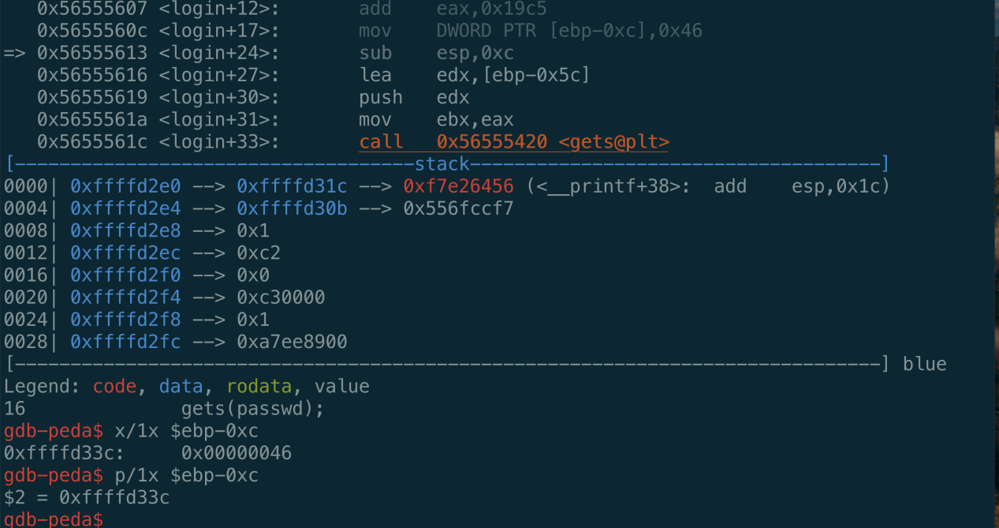 0x56555607 <login+12>: add eax,0x19c5
0x5655560c <login+17>: mov DWORD PTR [ebp-0xc],0x46
=> 0x56555613 <login+24>: sub esp,0xc
0x56555616 <login+27>: lea edx,[ebp-0x5c]
0x56555619 <login+30>: push edx
0x5655561a <login+31>: mov ebx,eax
0x5655561c <login+33>: call 0x56555420 <gets@plt>
[------------------------------------stack-------------------------------------]
0000| 0xffffd2e0 --> 0xffffd31c --> 0xf7e26456 (<__printf+38>: add esp,0x1c)
0004| 0xffffd2e4 --> 0xffffd30b --> 0x556fccf7
0008| 0xffffd2e8 --> 0x1
0012| 0xffffd2ec --> 0xc2
0016| 0xffffd2f0 --> 0x0
0020| 0xffffd2f4 --> 0xc30000
0024| 0xffffd2f8 --> 0x1
0028| 0xffffd2fc --> 0xa7ee8900
[------------------------------------------------------------------------------] blue
Legend: code, data, rodata, value
16 gets(passwd);
gdb-peda$ x/1x $ebp-0xc
0xffffd33c: 0x00000046
gdb-peda$ p/1x $ebp-0xc
$2 = 0xffffd33c
gdb-peda$